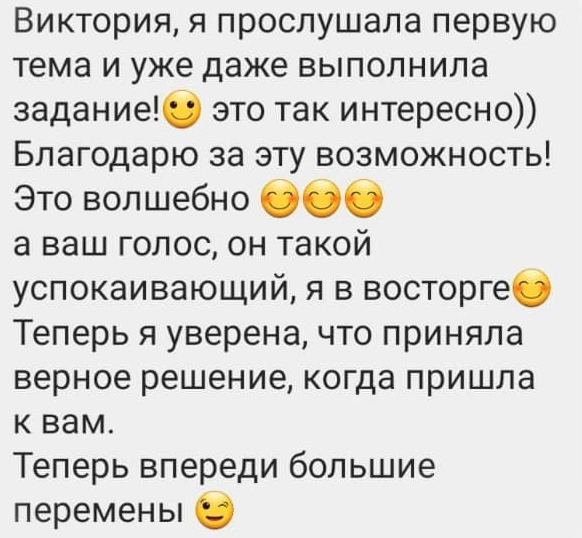 Виктория, я прослушала первую
тема и уже даже выполнила
задание!🙂 это так интересно))
Благодарю за эту возможность!
Это волшебно 😊😊😊
а ваш голос, он такой
успокаивающий, я в восторге😊
Теперь я уверена, что приняла
верное решение, когда пришла
к вам.
Теперь впереди большие
перемены 😉